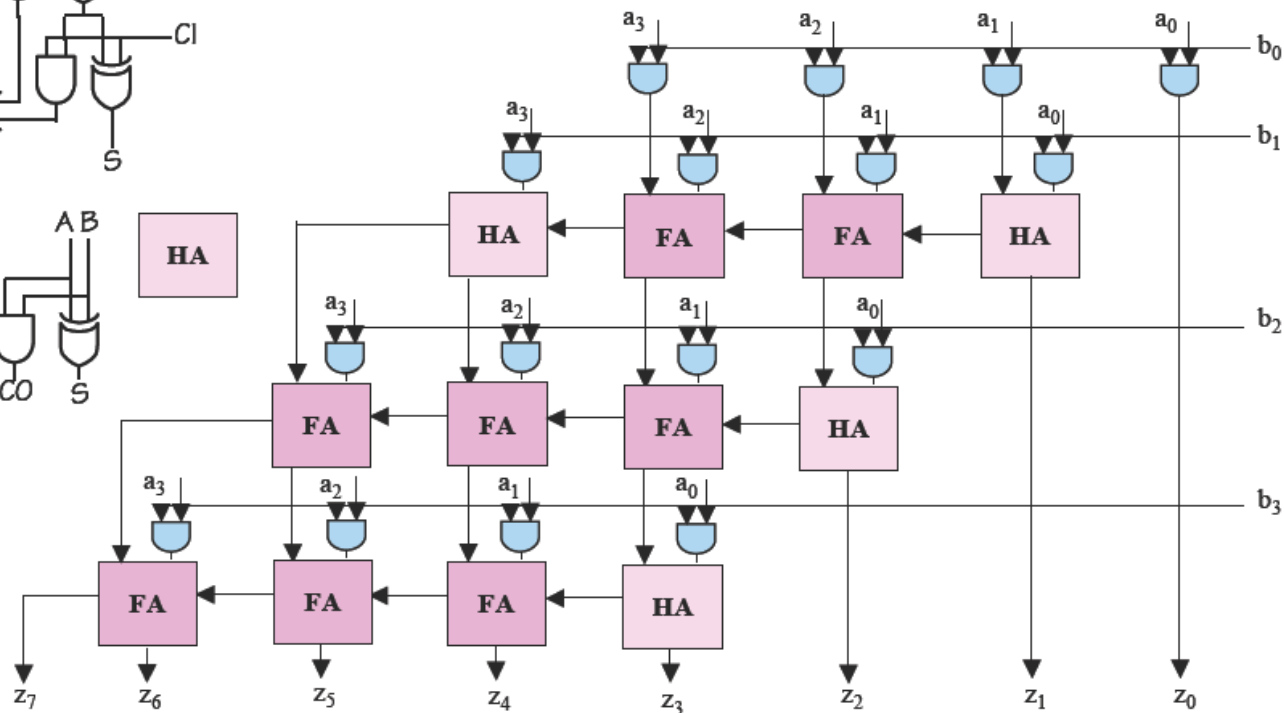 CI
S
A B
HA
CO S
a₃ a₂ a₁ a₀ b₀
a₃ a₂ a₁ a₀ b₁
HA FA FA HA
a₃ a₂ a₁ a₀ b₂
FA FA FA HA
a₃ a₂ a₁ a₀ b₃
FA FA FA HA
z₇ z₆ z₅ z₄ z₃ z₂ z₁ z₀